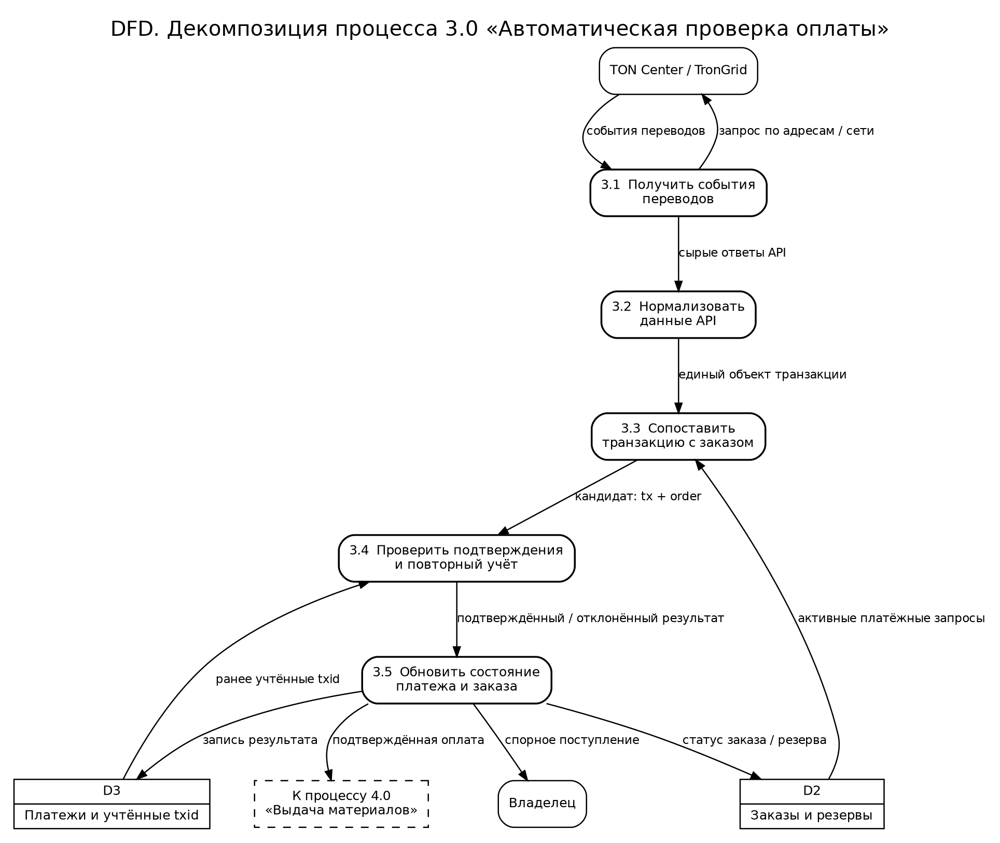 DFD. Декомпозиция процесса 3.0 «Автоматическая проверка оплаты»
TON Center / TronGrid
события переводов
запрос по адресам / сети
3.1 Получить события
переводов
сырые ответы API
3.2 Нормализовать
данные API
единый объект транзакции
3.3 Сопоставить
транзакцию с заказом
кандидат: tx + order
3.4 Проверить подтверждения
и повторный учёт
подтверждённый / отклонённый результат
активные платёжные запросы
ранее учтённые txid
3.5 Обновить состояние
платежа и заказа
запись результата
подтверждённая оплата
спорное поступление
статус заказа / резерва
D3
Платежи и учтённые txid
К процессу 4.0
«Выдача материалов»
Владелец
D2
Заказы и резервы